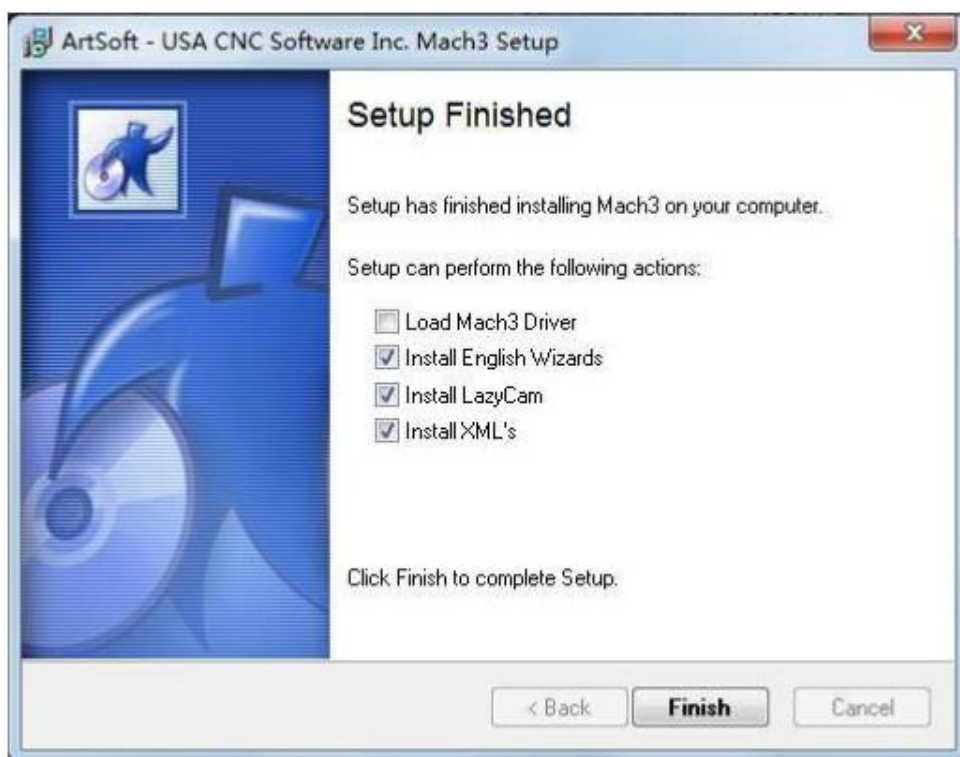 ArtSoft - USA CNC Software Inc. Mach3 Setup
Setup Finished
Setup has finished installing Mach3 on your computer.
Setup can perform the following actions:
Load Mach3 Driver
Install English Wizards
Install LazyCam
Install XML's
Click Finish to complete Setup.
< Back
Finish
Cancel